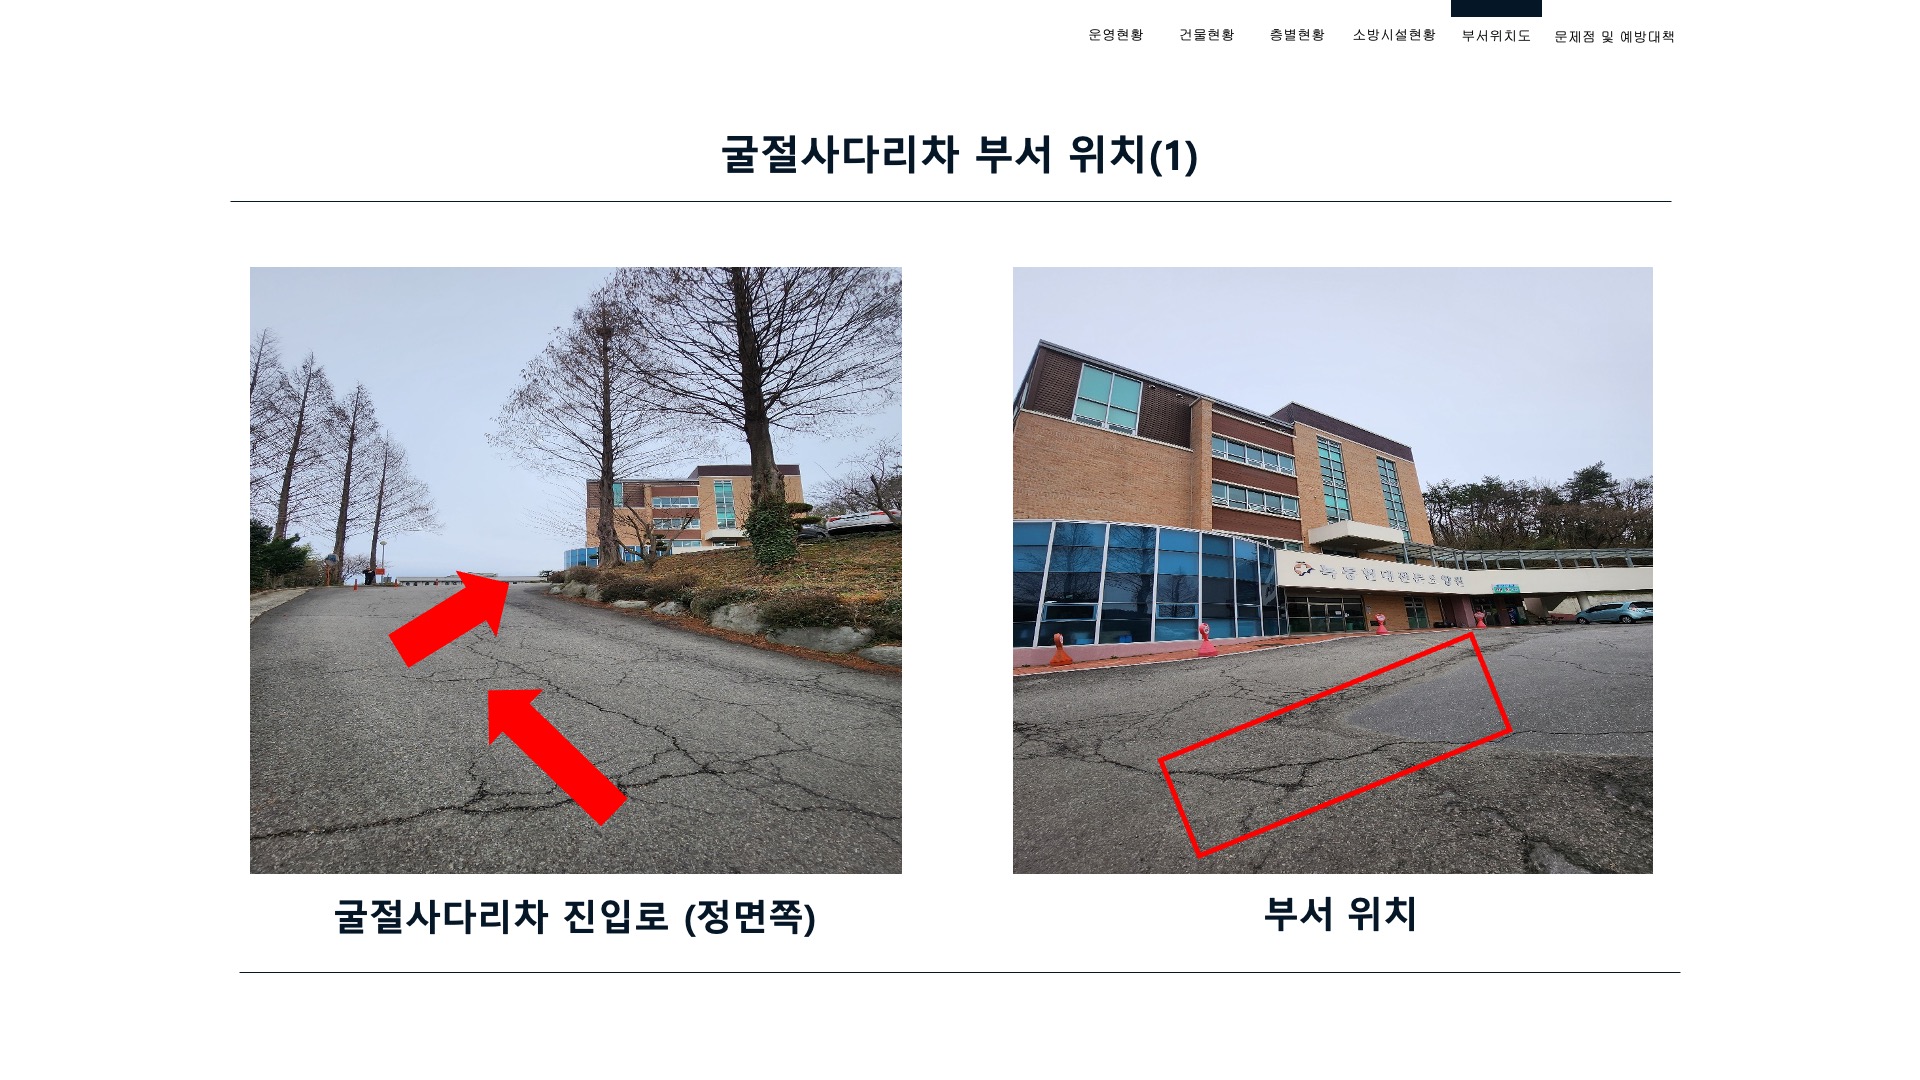 운영현황 건물현황 층별현황 소방시설현황 부서위치도 문제점 및 예방대책
굴절사다리차 부서 위치(1)
굴절사다리차 진입로 (정면쪽)
부서 위치